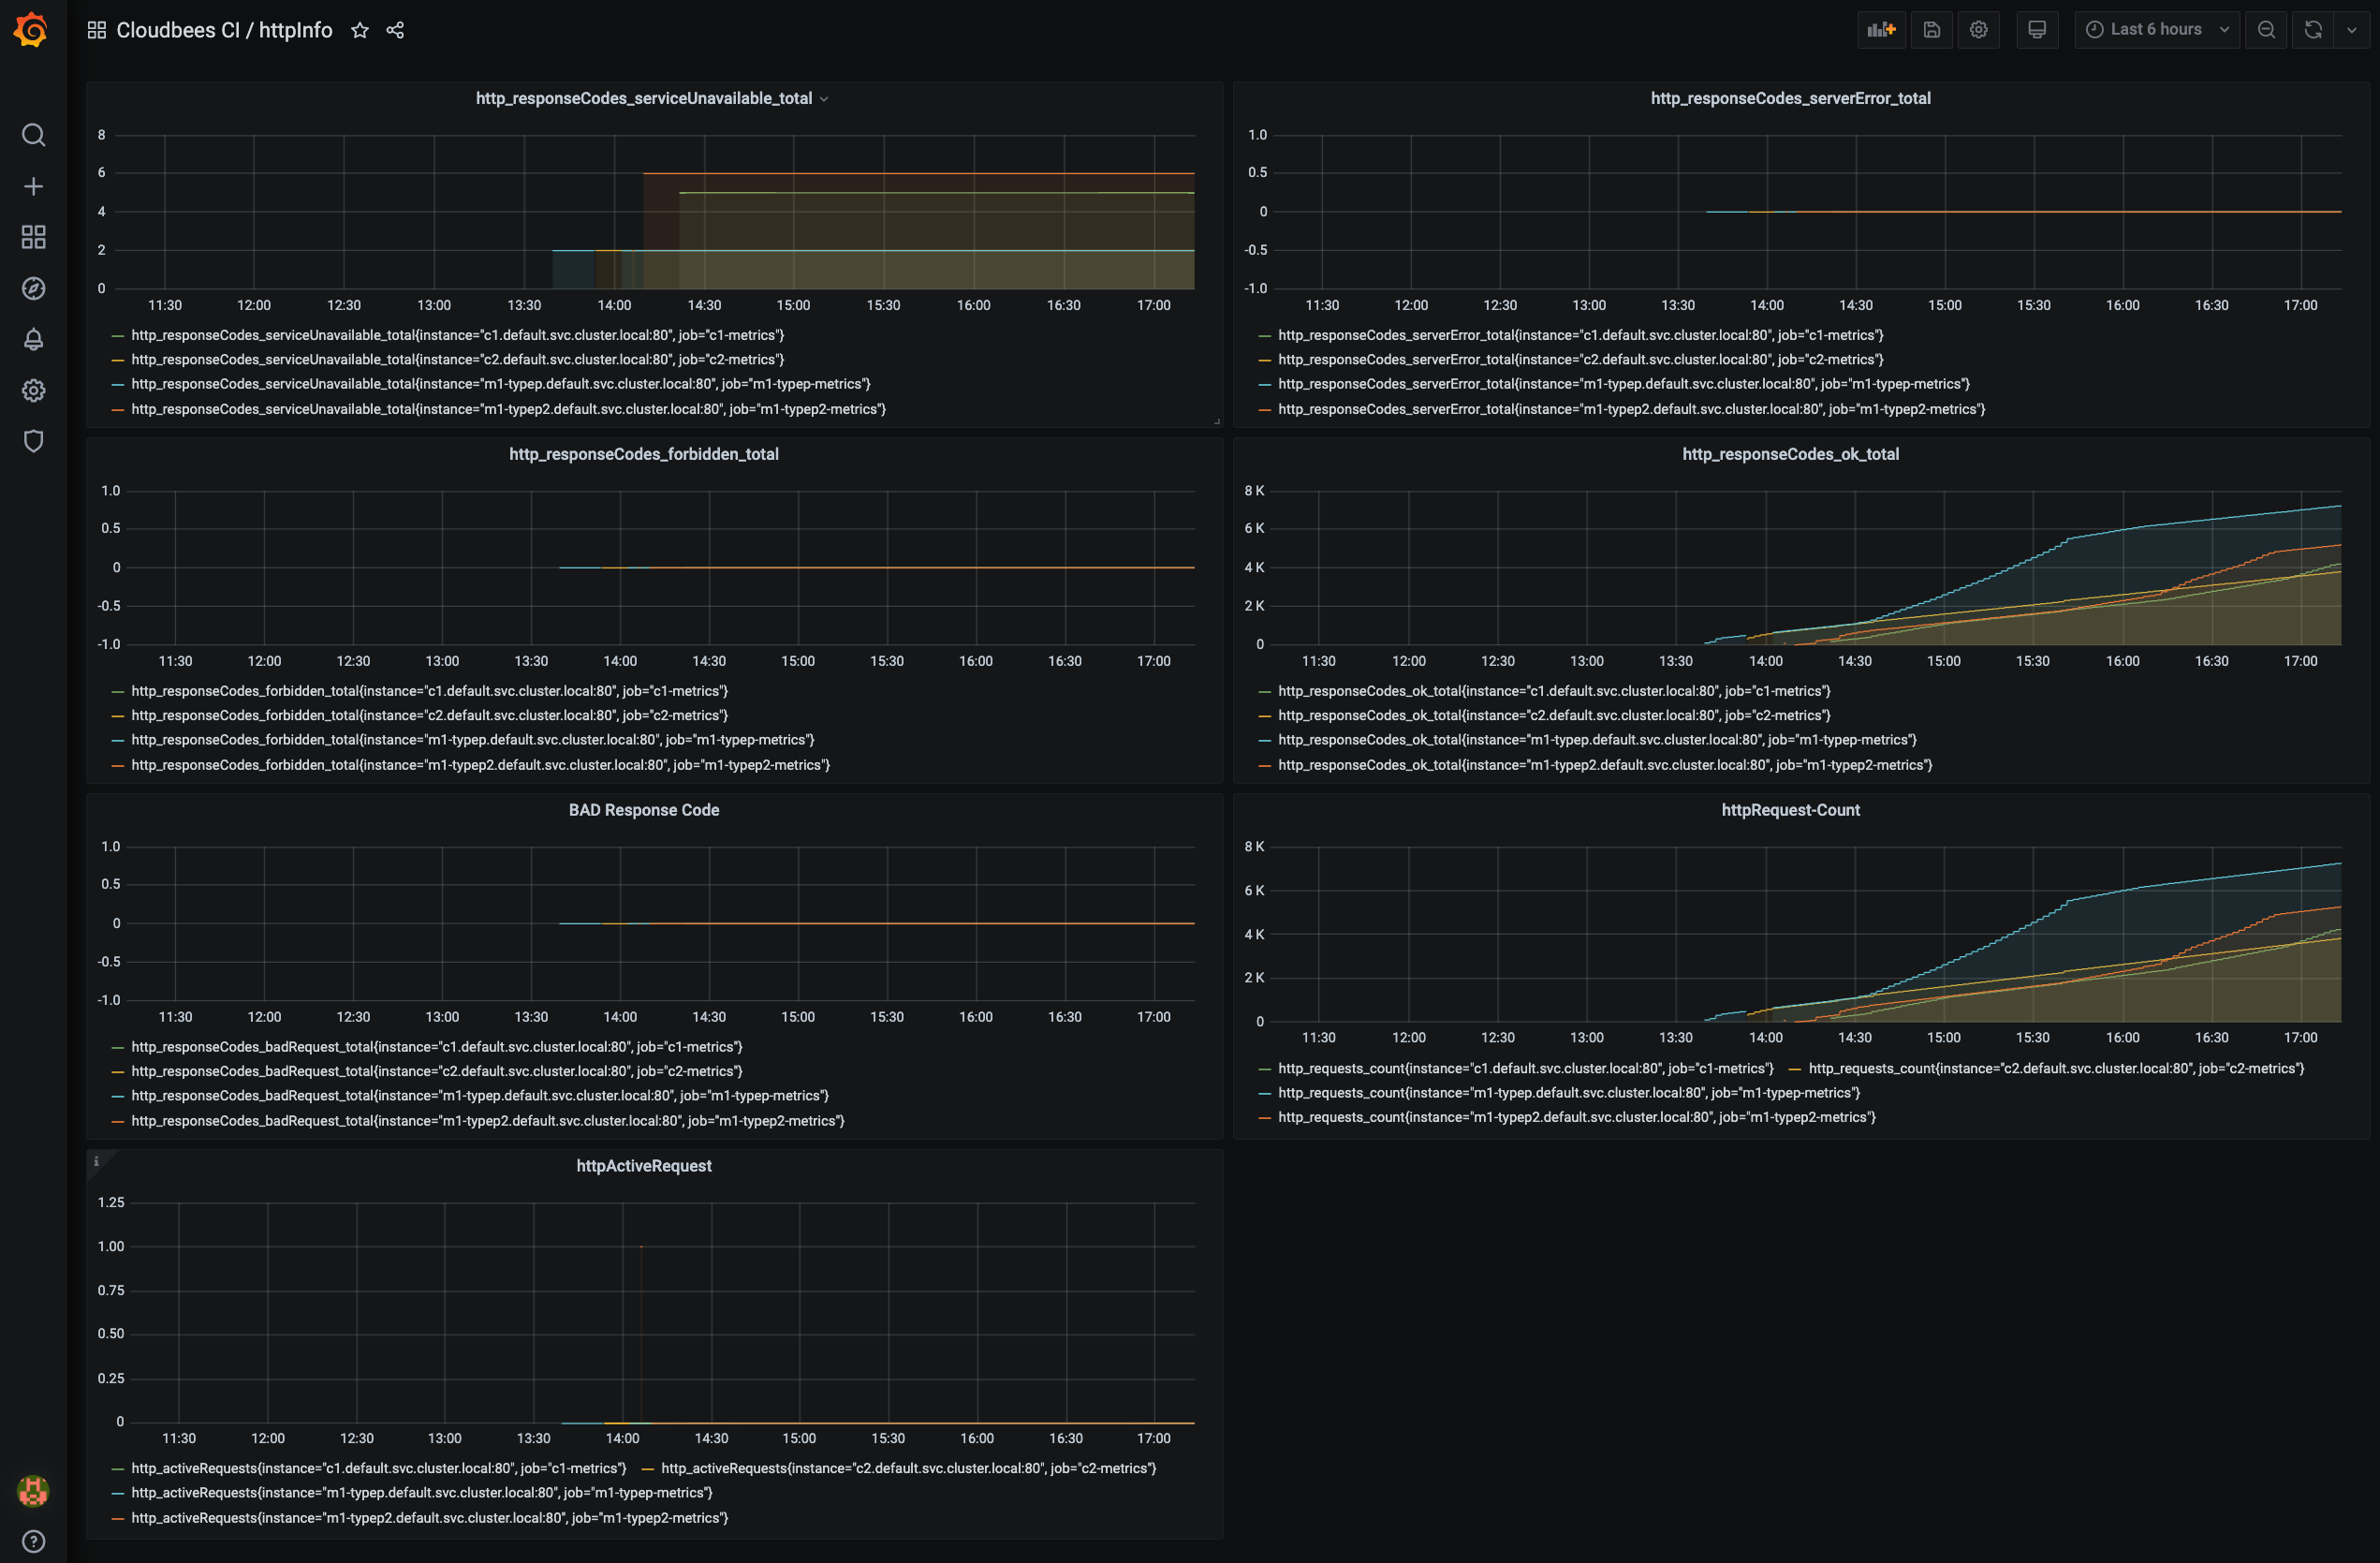 Cloudbees CI / httpInfo
Last 6 hours
http_responseCodes_serviceUnavailable_total
8
6
4
2
0
11:30 12:00 12:30 13:00 13:30 14:00 14:30 15:00 15:30 16:00 16:30 17:00
http_responseCodes_serviceUnavailable_total{instance="c1.default.svc.cluster.local:80", job="c1-metrics"}
http_responseCodes_serviceUnavailable_total{instance="c2.default.svc.cluster.local:80", job="c2-metrics"}
http_responseCodes_serviceUnavailable_total{instance="m1-typep.default.svc.cluster.local:80", job="m1-typep-metrics"}
http_responseCodes_serviceUnavailable_total{instance="m1-typep2.default.svc.cluster.local:80", job="m1-typep2-metrics"}
http_responseCodes_serverError_total
1.0
0.5
0
-0.5
-1.0
11:30 12:00 12:30 13:00 13:30 14:00 14:30 15:00 15:30 16:00 16:30 17:00
http_responseCodes_serverError_total{instance="c1.default.svc.cluster.local:80", job="c1-metrics"}
http_responseCodes_serverError_total{instance="c2.default.svc.cluster.local:80", job="c2-metrics"}
http_responseCodes_serverError_total{instance="m1-typep.default.svc.cluster.local:80", job="m1-typep-metrics"}
http_responseCodes_serverError_total{instance="m1-typep2.default.svc.cluster.local:80", job="m1-typep2-metrics"}
http_responseCodes_forbidden_total
1.0
0.5
0
-0.5
-1.0
11:30 12:00 12:30 13:00 13:30 14:00 14:30 15:00 15:30 16:00 16:30 17:00
http_responseCodes_forbidden_total{instance="c1.default.svc.cluster.local:80", job="c1-metrics"}
http_responseCodes_forbidden_total{instance="c2.default.svc.cluster.local:80", job="c2-metrics"}
http_responseCodes_forbidden_total{instance="m1-typep.default.svc.cluster.local:80", job="m1-typep-metrics"}
http_responseCodes_forbidden_total{instance="m1-typep2.default.svc.cluster.local:80", job="m1-typep2-metrics"}
http_responseCodes_ok_total
8 K
6 K
4 K
2 K
0
11:30 12:00 12:30 13:00 13:30 14:00 14:30 15:00 15:30 16:00 16:30 17:00
http_responseCodes_ok_total{instance="c1.default.svc.cluster.local:80", job="c1-metrics"}
http_responseCodes_ok_total{instance="c2.default.svc.cluster.local:80", job="c2-metrics"}
http_responseCodes_ok_total{instance="m1-typep.default.svc.cluster.local:80", job="m1-typep-metrics"}
http_responseCodes_ok_total{instance="m1-typep2.default.svc.cluster.local:80", job="m1-typep2-metrics"}
BAD Response Code
1.0
0.5
0
-0.5
-1.0
11:30 12:00 12:30 13:00 13:30 14:00 14:30 15:00 15:30 16:00 16:30 17:00
http_responseCodes_badRequest_total{instance="c1.default.svc.cluster.local:80", job="c1-metrics"}
http_responseCodes_badRequest_total{instance="c2.default.svc.cluster.local:80", job="c2-metrics"}
http_responseCodes_badRequest_total{instance="m1-typep.default.svc.cluster.local:80", job="m1-typep-metrics"}
http_responseCodes_badRequest_total{instance="m1-typep2.default.svc.cluster.local:80", job="m1-typep2-metrics"}
httpRequest-Count
8 K
6 K
4 K
2 K
0
11:30 12:00 12:30 13:00 13:30 14:00 14:30 15:00 15:30 16:00 16:30 17:00
http_requests_count{instance="c1.default.svc.cluster.local:80", job="c1-metrics"} http_requests_count{instance="c2.default.svc.cluster.local:80", job="c2-metrics"}
http_requests_count{instance="m1-typep.default.svc.cluster.local:80", job="m1-typep-metrics"}
http_requests_count{instance="m1-typep2.default.svc.cluster.local:80", job="m1-typep2-metrics"}
i
httpActiveRequest
1.25
1.00
0.75
0.50
0.25
0
11:30 12:00 12:30 13:00 13:30 14:00 14:30 15:00 15:30 16:00 16:30 17:00
http_activeRequests{instance="c1.default.svc.cluster.local:80", job="c1-metrics"} http_activeRequests{instance="c2.default.svc.cluster.local:80", job="c2-metrics"}
http_activeRequests{instance="m1-typep.default.svc.cluster.local:80", job="m1-typep-metrics"}
http_activeRequests{instance="m1-typep2.default.svc.cluster.local:80", job="m1-typep2-metrics"}